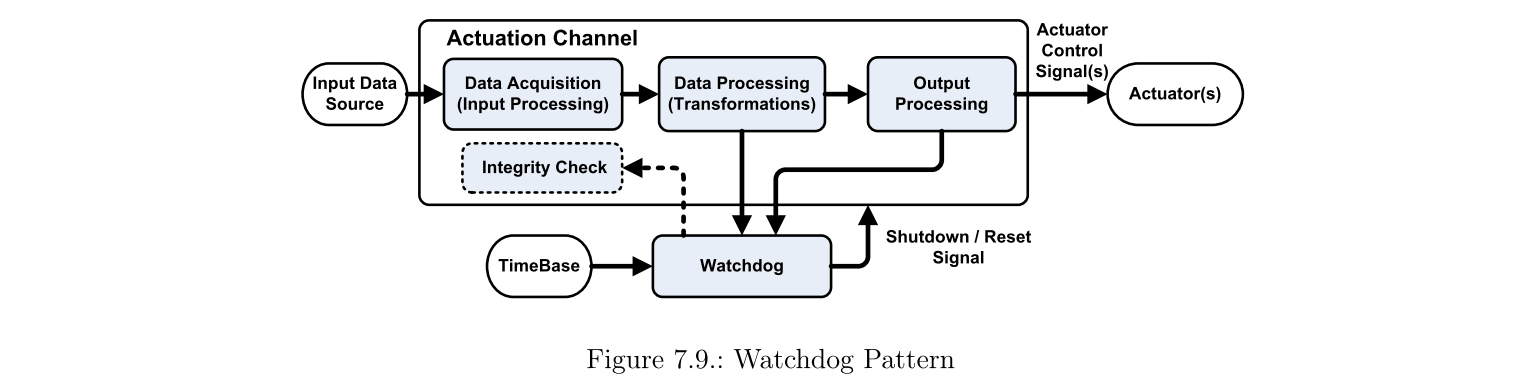 Actuation Channel
Input Data
Source
Data Acquisition
(Input Processing)
Data Processing
(Transformations)
Output
Processing
Actuator
Control
Signal(s)
Actuator(s)
Integrity Check
TimeBase
Watchdog
Shutdown / Reset
Signal
Figure 7.9.: Watchdog Pattern